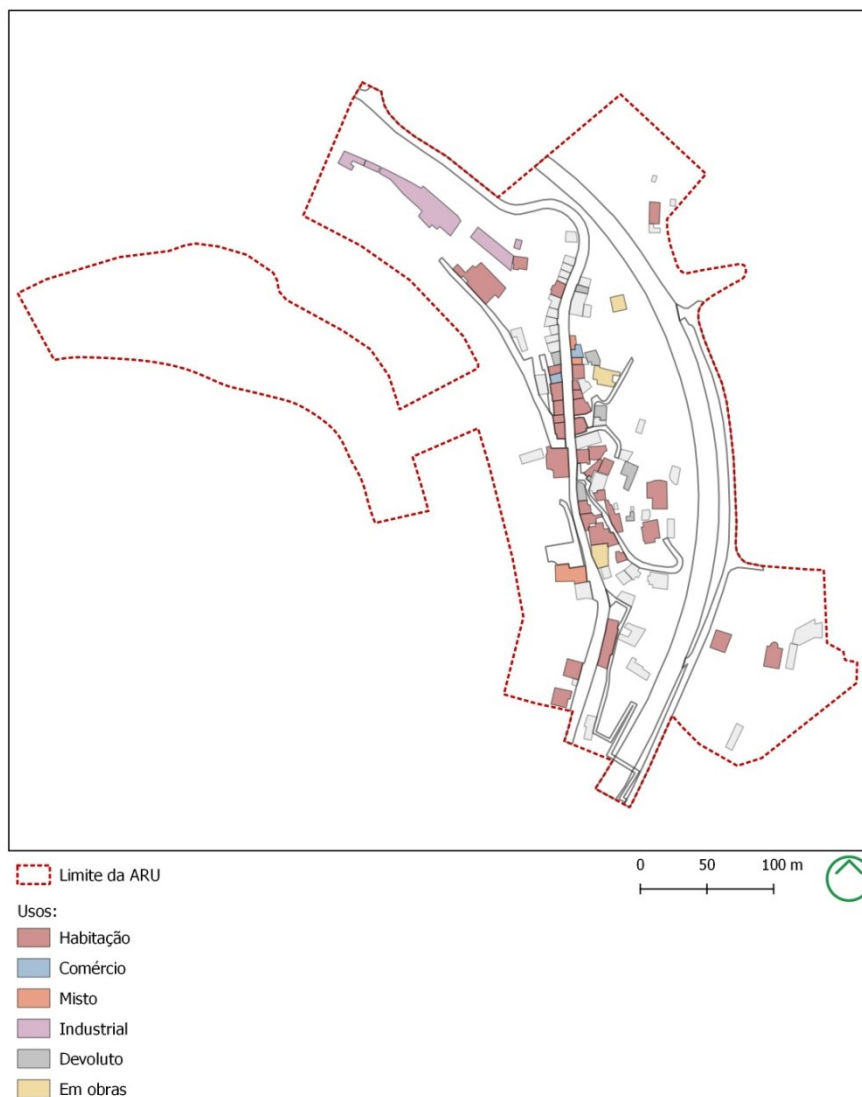 Limite da ARU
0 50 100 m
Usos:
Habitação
Comércio
Misto
Industrial
Devoluto
Em obras